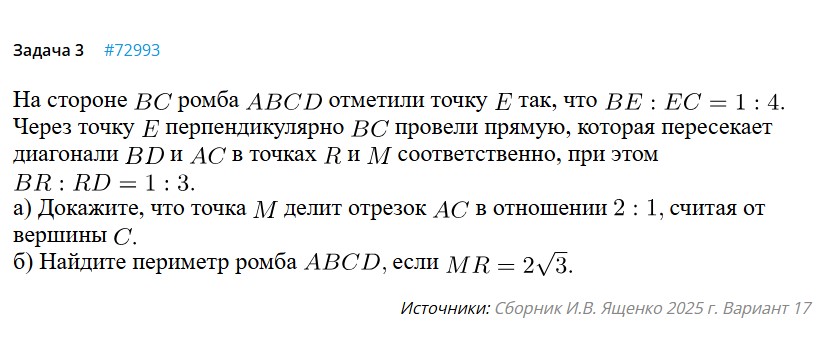 Задача 3 #72993
На стороне BC ромба ABCD отметили точку E так, что BE : EC = 1 : 4.
Через точку E перпендикулярно BC провели прямую, которая пересекает
диагонали BD и AC в точках R и M соответственно, при этом
BR : RD = 1 : 3.
а) Докажите, что точка M делит отрезок AC в отношении 2 : 1, считая от
вершины C.
б) Найдите периметр ромба ABCD, если MR = 2√3.
Источники: Сборник И.В. Ященко 2025 г. Вариант 17